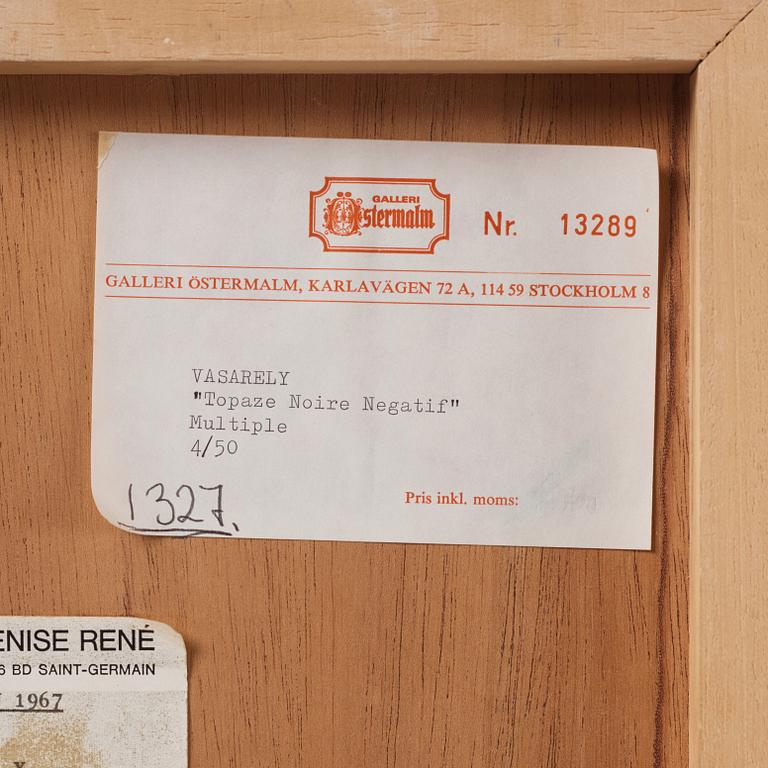 GALLERI
Östermalm
Nr. 13289
GALLERI ÖSTERMALM, KARLAVÄGEN 72 A, 114 59 STOCKHOLM 8
VASARELY
"Topaze Noire Negatif"
Multiple
4/50
Pris inkl. moms:
1327.
ENISE RENÉ
6 BD SAINT-GERMAIN
1967